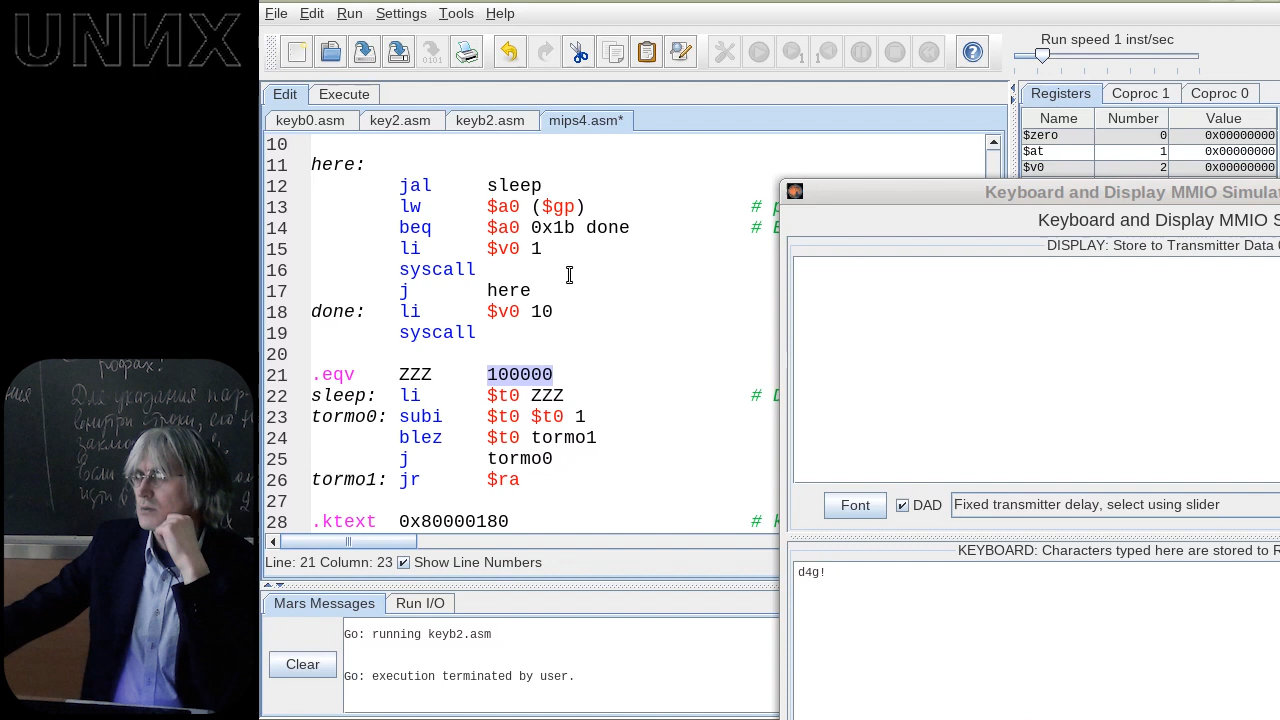 UNИX
рофах!
Для указания пар
внутри строки, его
File Edit Run Settings Tools Help
Run speed 1 inst/sec
Edit Execute
keyb0.asm key2.asm keyb2.asm mips4.asm*
10
11 here:
12 jal sleep
13 lw $a0 ($gp) # p
14 beq $a0 0x1b done #
15 li $v0 1
16 syscall
17 j here
18 done: li $v0 10
19 syscall
20
21 .eqv ZZZ 100000
22 sleep: li $t0 ZZZ #
23 tormo0: subi $t0 $t0 1
24 blez $t0 tormo1
25 j tormo0
26 tormo1: jr $ra
27
28 .ktext 0x80000180 #
Line: 21 Column: 23 Show Line Numbers
Mars Messages Run I/O
Clear
Go: running keyb2.asm
Go: execution terminated by user.
Registers Coproc 1 Coproc 0
Name Number Value
$zero 0 0x00000000
$at 1 0x00000000
$v0 2 0x00000000
Keyboard and Display MMIO Simulat
Keyboard and Display MMIO S
DISPLAY: Store to Transmitter Data
Font DAD Fixed transmitter delay, select using slider
KEYBOARD: Characters typed here are stored to R
d4g!